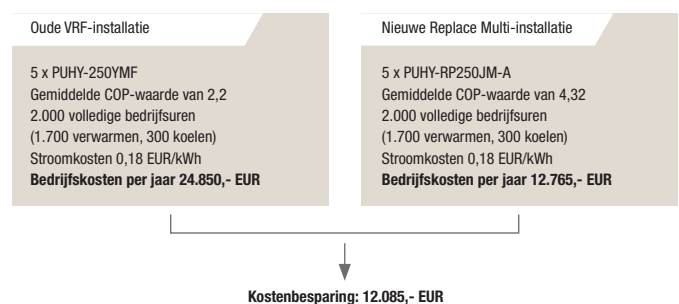 Oude VRF-installatie
5 x PUHY-250YMF
Gemiddelde COP-waarde van 2,2
2.000 volledige bedrijfsuren
(1.700 verwarmen, 300 koelen)
Stroomkosten 0,18 EUR/kWh
Bedrijfskosten per jaar 24.850,- EUR
Nieuwe Replace Multi-installatie
5 x PUHY-RP250JM-A
Gemiddelde COP-waarde van 4,32
2.000 volledige bedrijfsuren
(1.700 verwarmen, 300 koelen)
Stroomkosten 0,18 EUR/kWh
Bedrijfskosten per jaar 12.765,- EUR
Kostenbesparing: 12.085,- EUR